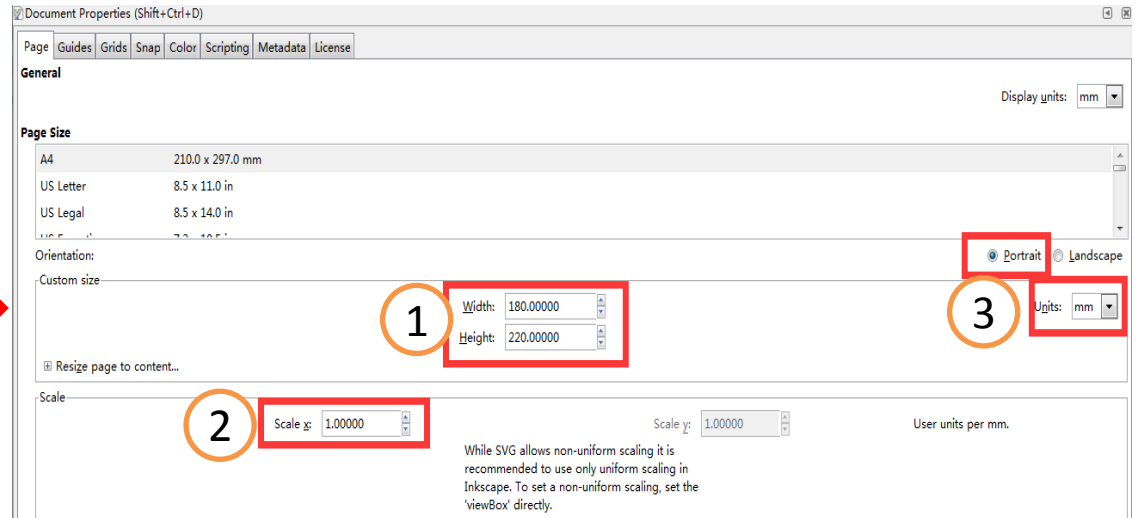 Document Properties (Shift+Ctrl+D)
Page Guides Grids Snap Color Scripting Metadata License
General
Display units: mm
Page Size
A4 210.0 x 297.0 mm
US Letter 8.5 x 11.0 in
US Legal 8.5 x 14.0 in
Orientation: Portrait Landscape
Custom size
1 Width: 180.00000 3 Units: mm
Height: 220.00000
Resize page to content...
Scale
2 Scale x: 1.00000 Scale y: 1.00000 User units per mm.
While SVG allows non-uniform scaling it is
recommended to use only uniform scaling in
Inkscape. To set a non-uniform scaling, set the
'viewBox' directly.